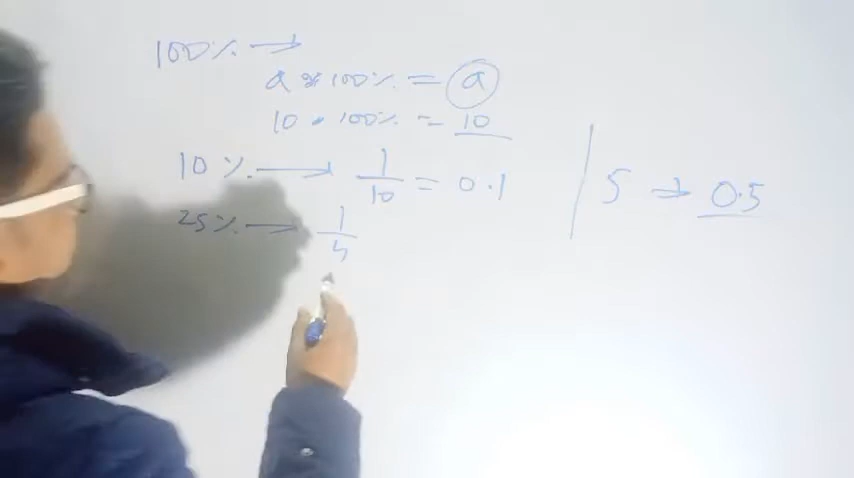 100% →
a × 100% = a
10 × 100% = 10
10% → 1/10 = 0.1
5 → 0.5
25% → 1/4